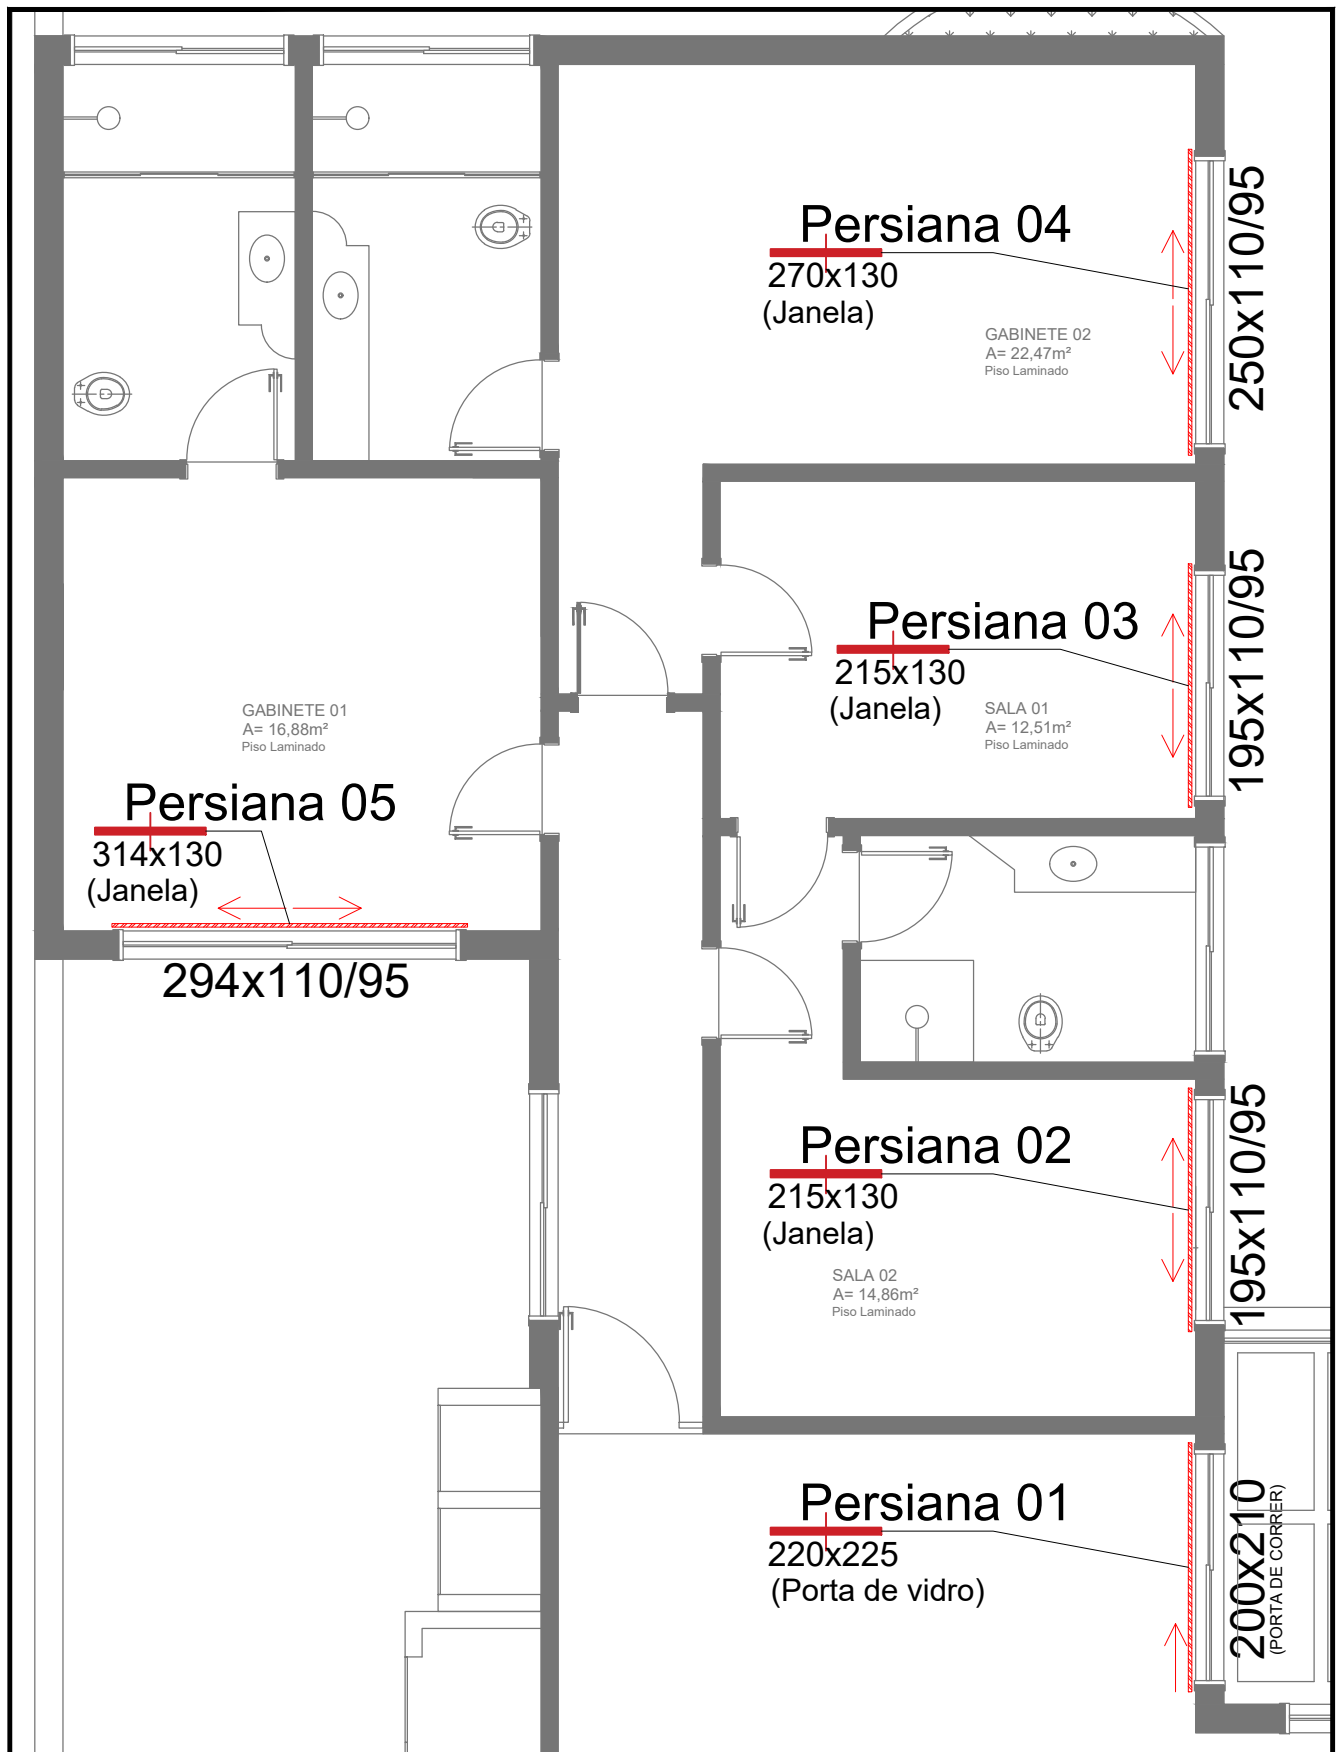 Persiana 04
270x130
(Janela)
250x110/95
GABINETE 02
A= 22,47m²
Piso Laminado
Persiana 03
215x130
(Janela)
195x110/95
SALA 01
A= 12,51m²
Piso Laminado
GABINETE 01
A= 16,88m²
Piso Laminado
Persiana 05
314x130
(Janela)
294x110/95
Persiana 02
215x130
(Janela)
195x110/95
SALA 02
A= 14,86m²
Piso Laminado
Persiana 01
220x225
(Porta de vidro)
200x210
(PORTA DE CORRER)